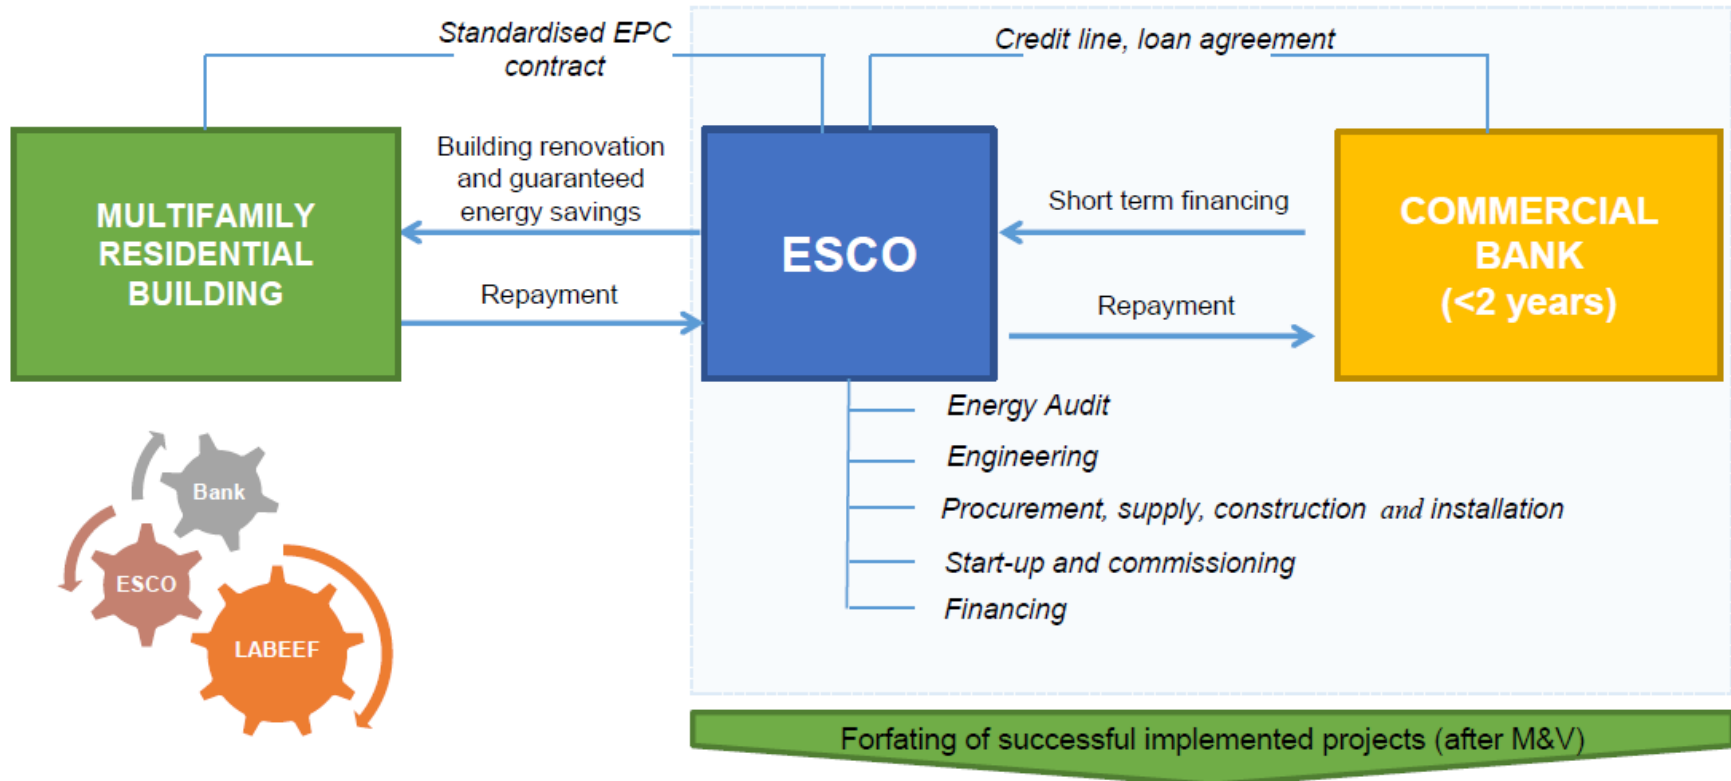 Standardised EPC
contract
Credit line, loan agreement
MULTIFAMILY
RESIDENTIAL
BUILDING
Building renovation
and guaranteed
energy savings
Repayment
ESCO
Short term financing
Repayment
COMMERCIAL
BANK
(<2 years)
Energy Audit
Engineering
Procurement, supply, construction and installation
Start-up and commissioning
Financing
Bank
ESCO
LABEEF
Forfating of successful implemented projects (after M&V)